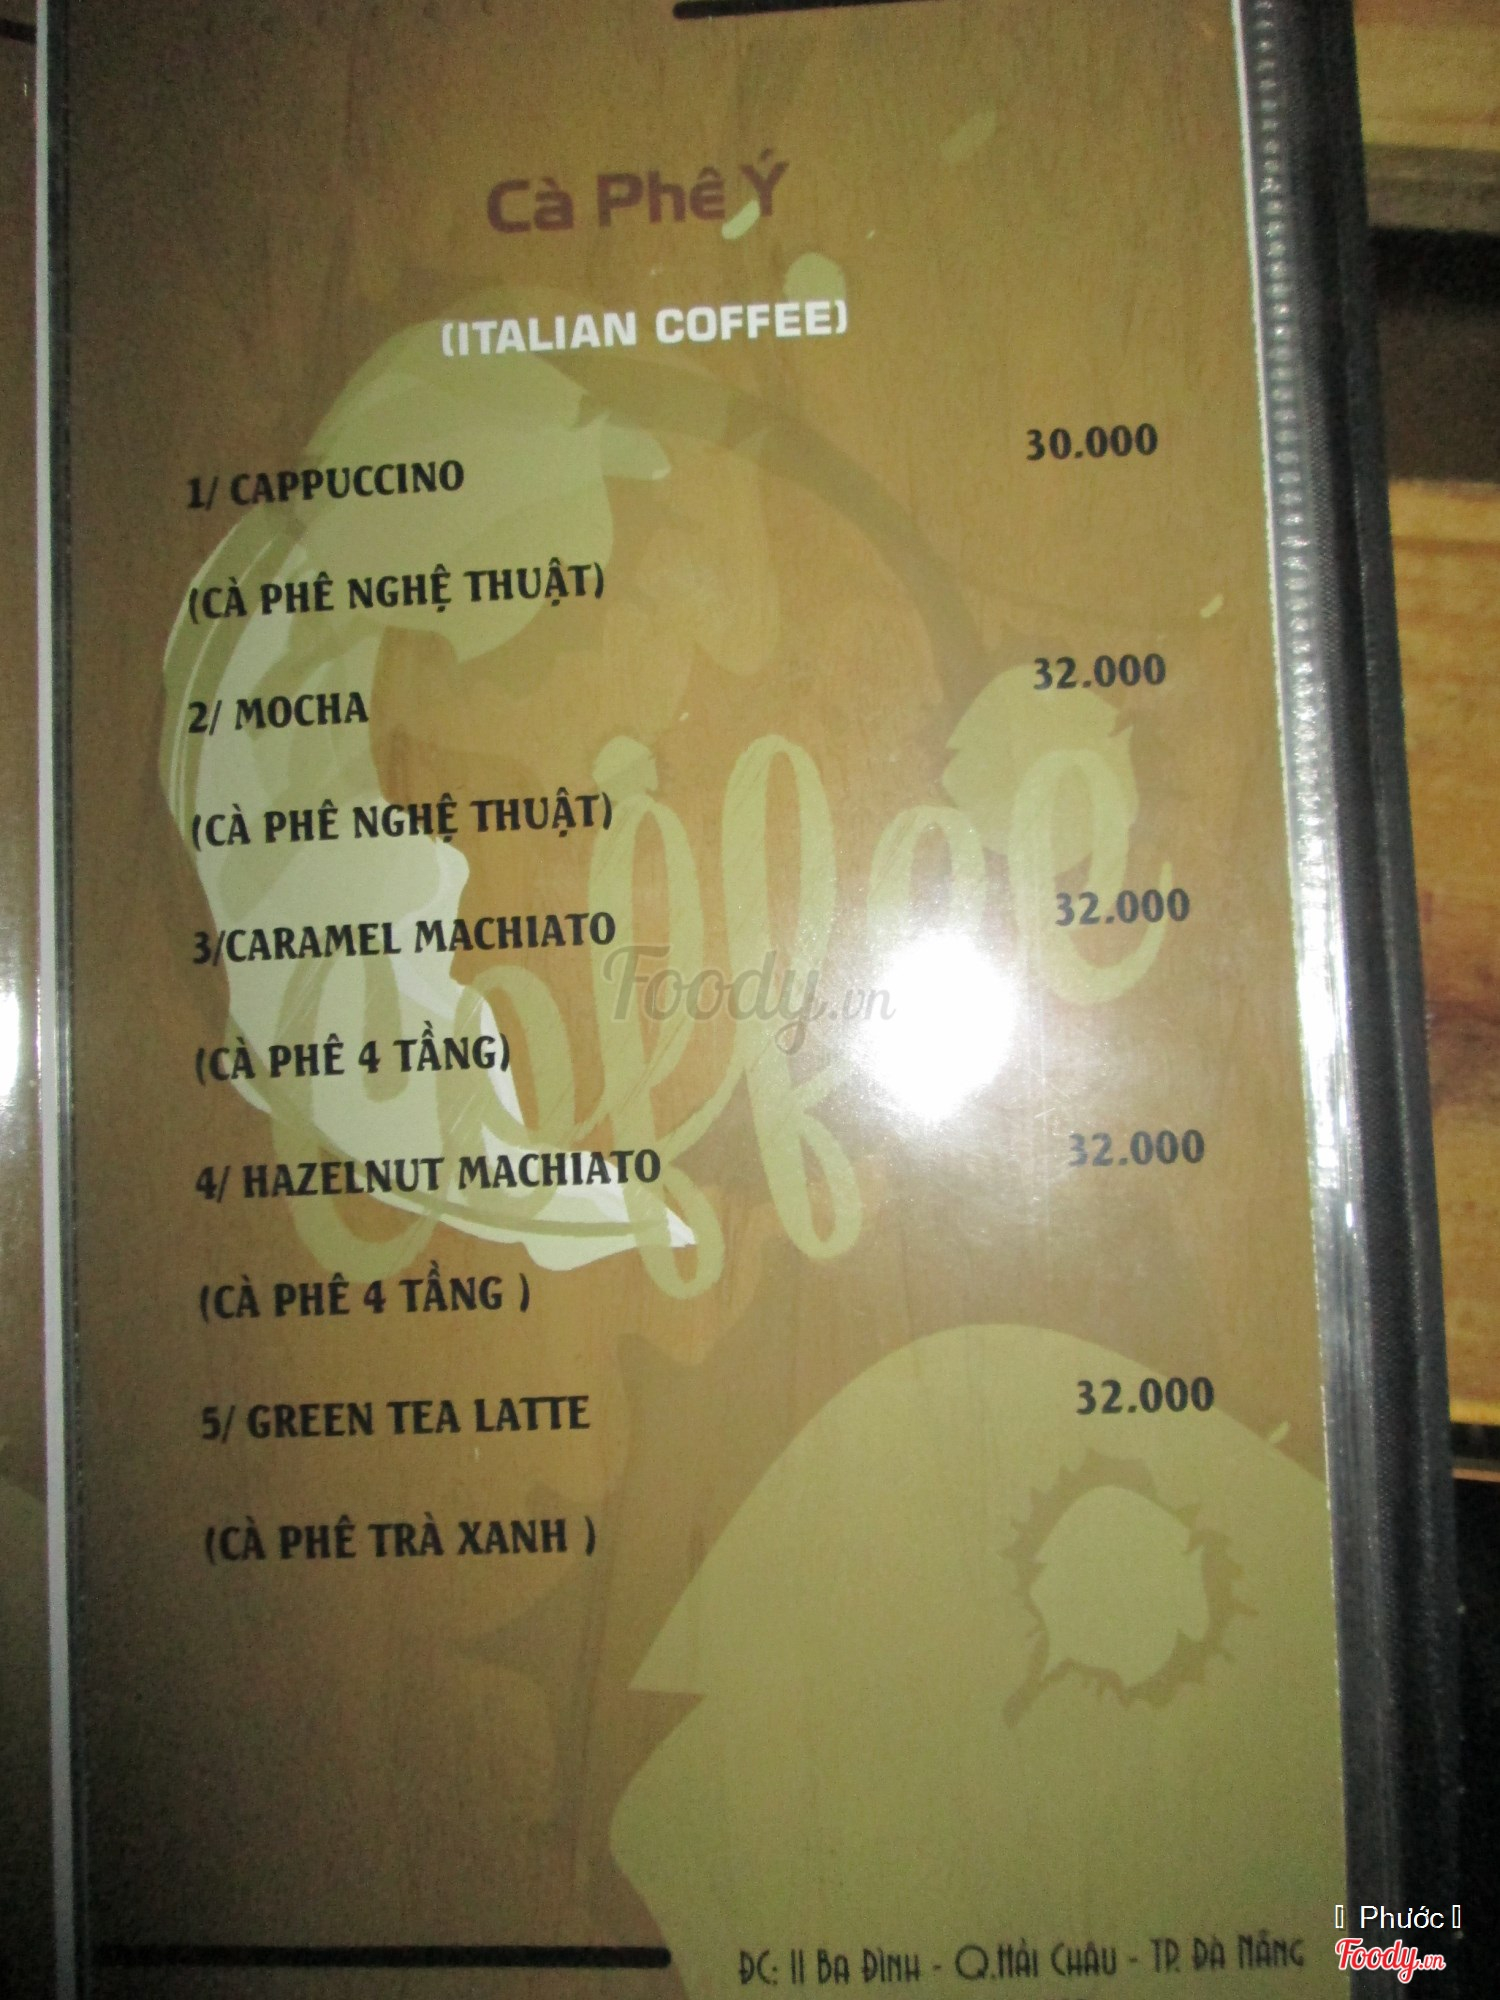 Cà Phê Ý
(ITALIAN COFFEE)
1/ CAPPUCCINO 30.000
(CÀ PHÊ NGHỆ THUẬT)
2/ MOCHA 32.000
(CÀ PHÊ NGHỆ THUẬT)
3/CARAMEL MACHIATO 32.000
(CÀ PHÊ 4 TẦNG)
4/ HAZELNUT MACHIATO 32.000
(CÀ PHÊ 4 TẦNG )
5/ GREEN TEA LATTE 32.000
(CÀ PHÊ TRÀ XANH )
Coffee
Foody.vn
ĐC: 11 BA ĐÌNH - Q.HẢI CHÂU - TP. ĐÀ NẴNG
Phước
Foody.vn